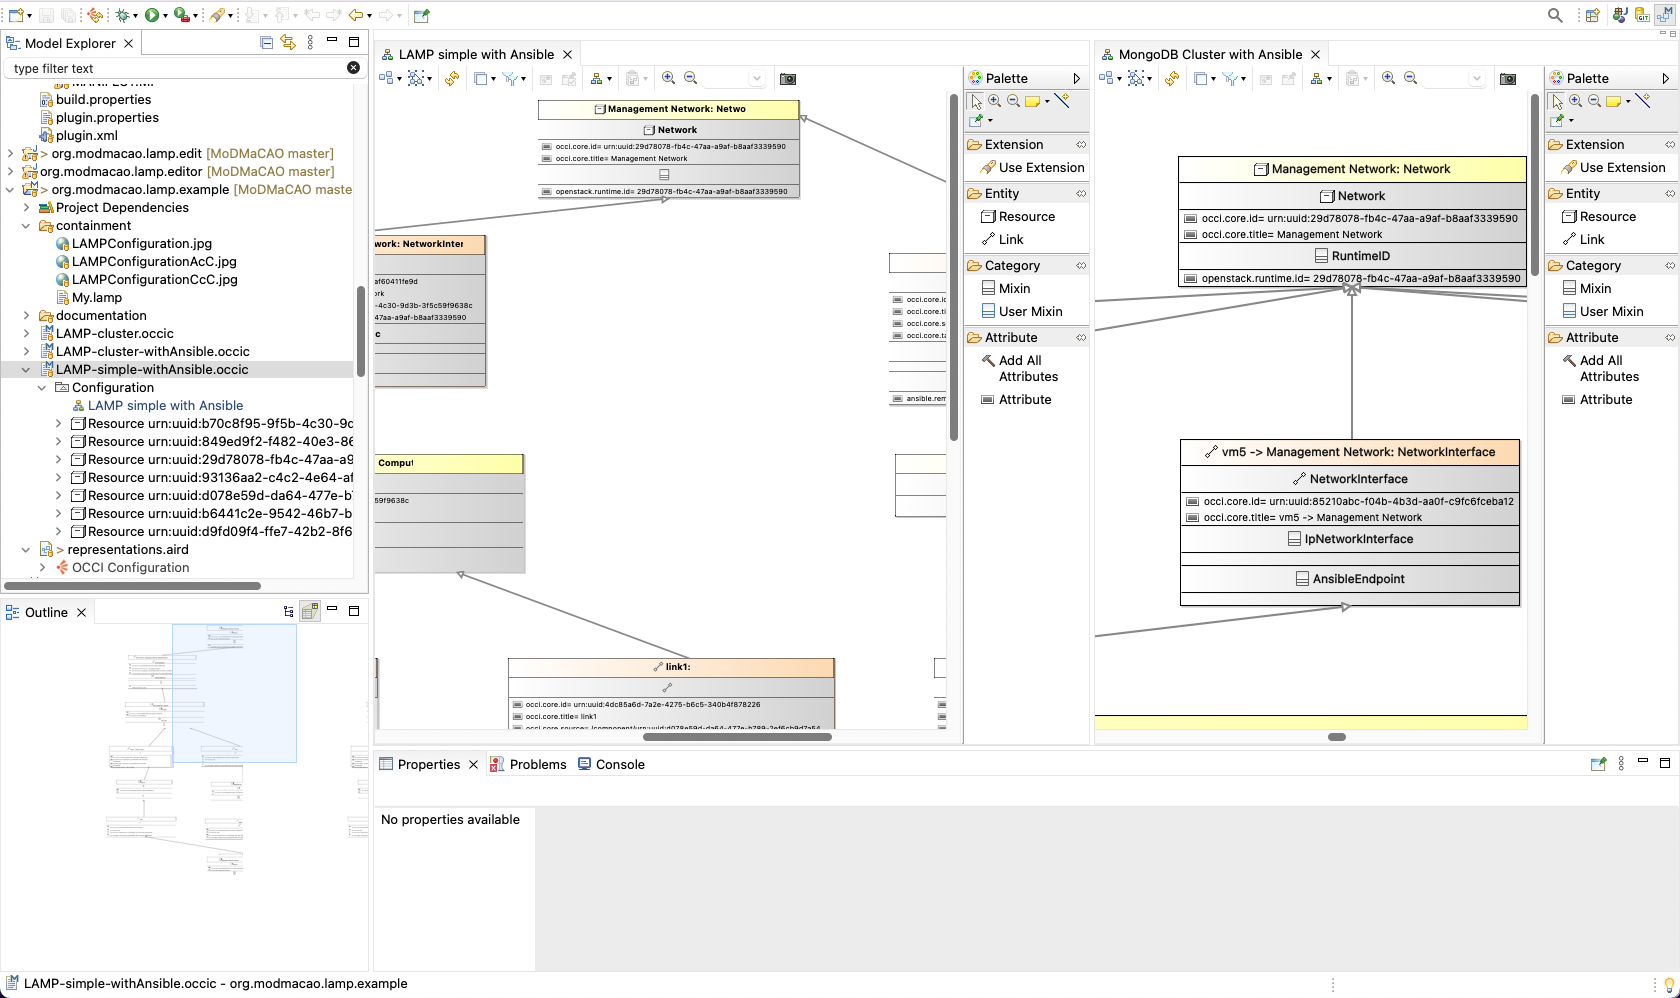 Model Explorer
type filter text
build.properties
plugin.properties
plugin.xml
> org.modmacao.lamp.edit [MoDMaCAO master]
org.modmacao.lamp.editor [MoDMaCAO master]
> org.modmacao.lamp.example [MoDMaCAO maste
Project Dependencies
containment
LAMPConfiguration.jpg
LAMPConfigurationAcC.jpg
LAMPConfigurationCcC.jpg
My.lamp
documentation
LAMP-cluster.occic
LAMP-cluster-withAnsible.occic
LAMP-simple-withAnsible.occic
Configuration
LAMP simple with Ansible
Resource urn:uuid:b70c8f95-9f5b-4c30-9c
Resource urn:uuid:849ed9f2-f482-40e3-86
Resource urn:uuid:29d78078-fb4c-47aa-a9
Resource urn:uuid:93136aa2-c4c2-4e64-af
Resource urn:uuid:d078e59d-da64-477e-b
Resource urn:uuid:b6441c2e-9542-46b7-b
Resource urn:uuid:d9fd09f4-ffe7-42b2-8f6
> representations.aird
OCCI Configuration
Outline
LAMP simple with Ansible
Management Network: Netwo
Network
occi.core.id= urn:uuid:29d78078-fb4c-47aa-a9af-b8aaf3339590
occi.core.title= Management Network
openstack.runtime.id= 29d78078-fb4c-47aa-a9af-b8aaf3339590
work: NetworkInter
af60411fe9d
rk
-4c30-9d3b-3f5c59f9638c
47aa-a9af-b8aaf3339590
c
occi.core.id
occi.core.ti
occi.core.s
occi.core.ta
ansible.rem
Comput
59f9638c
link1:
occi.core.id= urn:uuid:4dc85a6d-7a2e-4275-b6c5-340b4f878226
occi.core.title= link1
occi.core.source= /component/urn:uuid:d078e59d-da64-477e-b789-2ef6cb9d7a54
Palette
Extension
Use Extension
Entity
Resource
Link
Category
Mixin
User Mixin
Attribute
Add All
Attributes
Attribute
MongoDB Cluster with Ansible
Management Network: Network
Network
occi.core.id= urn:uuid:29d78078-fb4c-47aa-a9af-b8aaf3339590
occi.core.title= Management Network
RuntimeID
openstack.runtime.id= 29d78078-fb4c-47aa-a9af-b8aaf3339590
vm5 -> Management Network: NetworkInterface
NetworkInterface
occi.core.id= urn:uuid:85210abc-f04b-4b3d-aa0f-c9fc6fceba12
occi.core.title= vm5 -> Management Network
IpNetworkInterface
AnsibleEndpoint
Palette
Extension
Use Extension
Entity
Resource
Link
Category
Mixin
User Mixin
Attribute
Add All
Attributes
Attribute
Properties
Problems
Console
No properties available
LAMP-simple-withAnsible.occic - org.modmacao.lamp.example